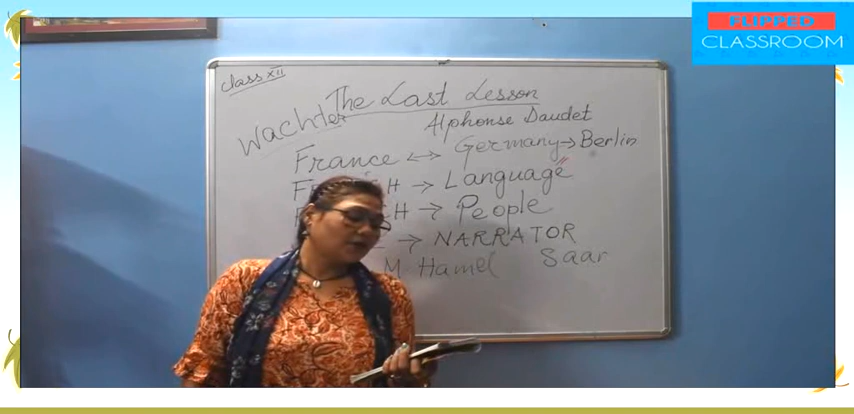 FLIPPED
CLASSROOM
class XII
The Last Lesson
Alphonse Daudet
Wachter
France ↔ Germany → Berlin
H → Language
H → People
→ NARRATOR
M Hamel Saar